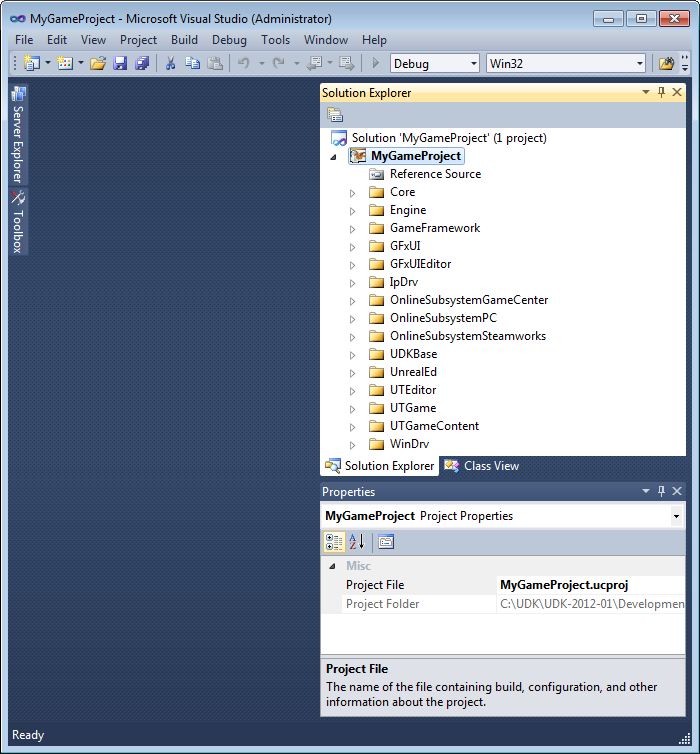 MyGameProject - Microsoft Visual Studio (Administrator)
File Edit View Project Build Debug Tools Window Help
Debug Win32
Server Explorer
Toolbox
Solution Explorer
Solution 'MyGameProject' (1 project)
MyGameProject
Reference Source
Core
Engine
GameFramework
GFxUI
GFxUIEditor
IpDrv
OnlineSubsystemGameCenter
OnlineSubsystemPC
OnlineSubsystemSteamworks
UDKBase
UnrealEd
UTEditor
UTGame
UTGameContent
WinDrv
Solution Explorer Class View
Properties
MyGameProject Project Properties
Misc
Project File MyGameProject.ucproj
Project Folder C:\UDK\UDK-2012-01\Developmen
Project File
The name of the file containing build, configuration, and other
information about the project.
Ready